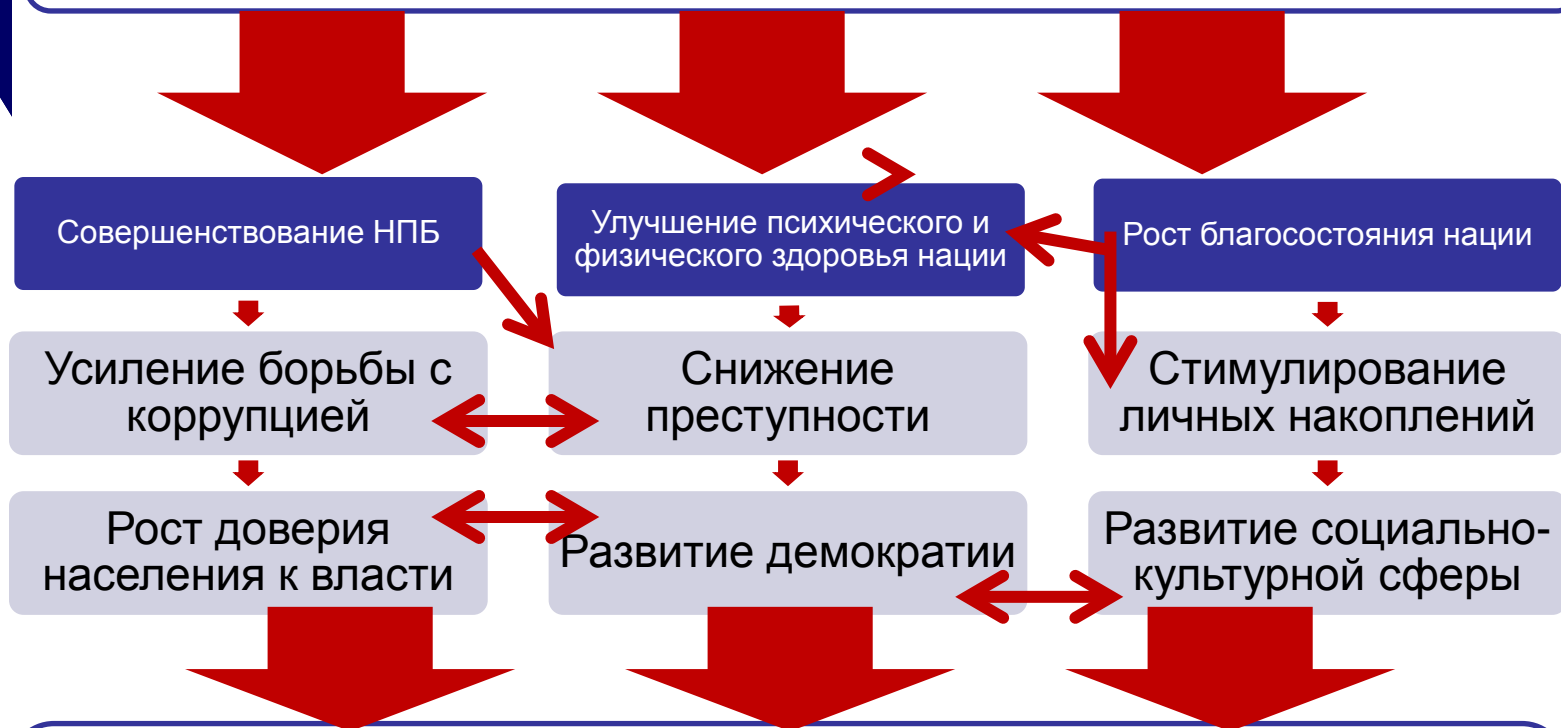 Совершенствование НПБ
Улучшение психического и
физического здоровья нации
Рост благосостояния нации
Усиление борьбы с
коррупцией
Снижение
преступности
Стимулирование
личных накоплений
Рост доверия
населения к власти
Развитие демократии
Развитие социально-
культурной сферы